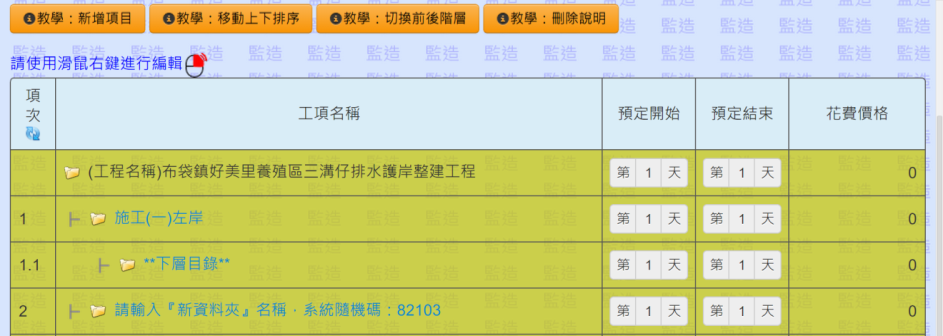 教學：新增項目 教學：移動上下排序 教學：切換前後階層 教學：刪除說明
請使用滑鼠右鍵進行編輯
項次 工項名稱 預定開始 預定結束 花費價格
(工程名稱)布袋鎮好美里養殖區三溝仔排水護岸整建工程 第 1 天 第 1 天 0
1 施工(一)左岸 第 1 天 第 1 天 0
1.1 **下層目錄** 第 1 天 第 1 天 0
2 請輸入『新資料夾』名稱．系統隨機碼：82103 第 1 天 第 1 天 0